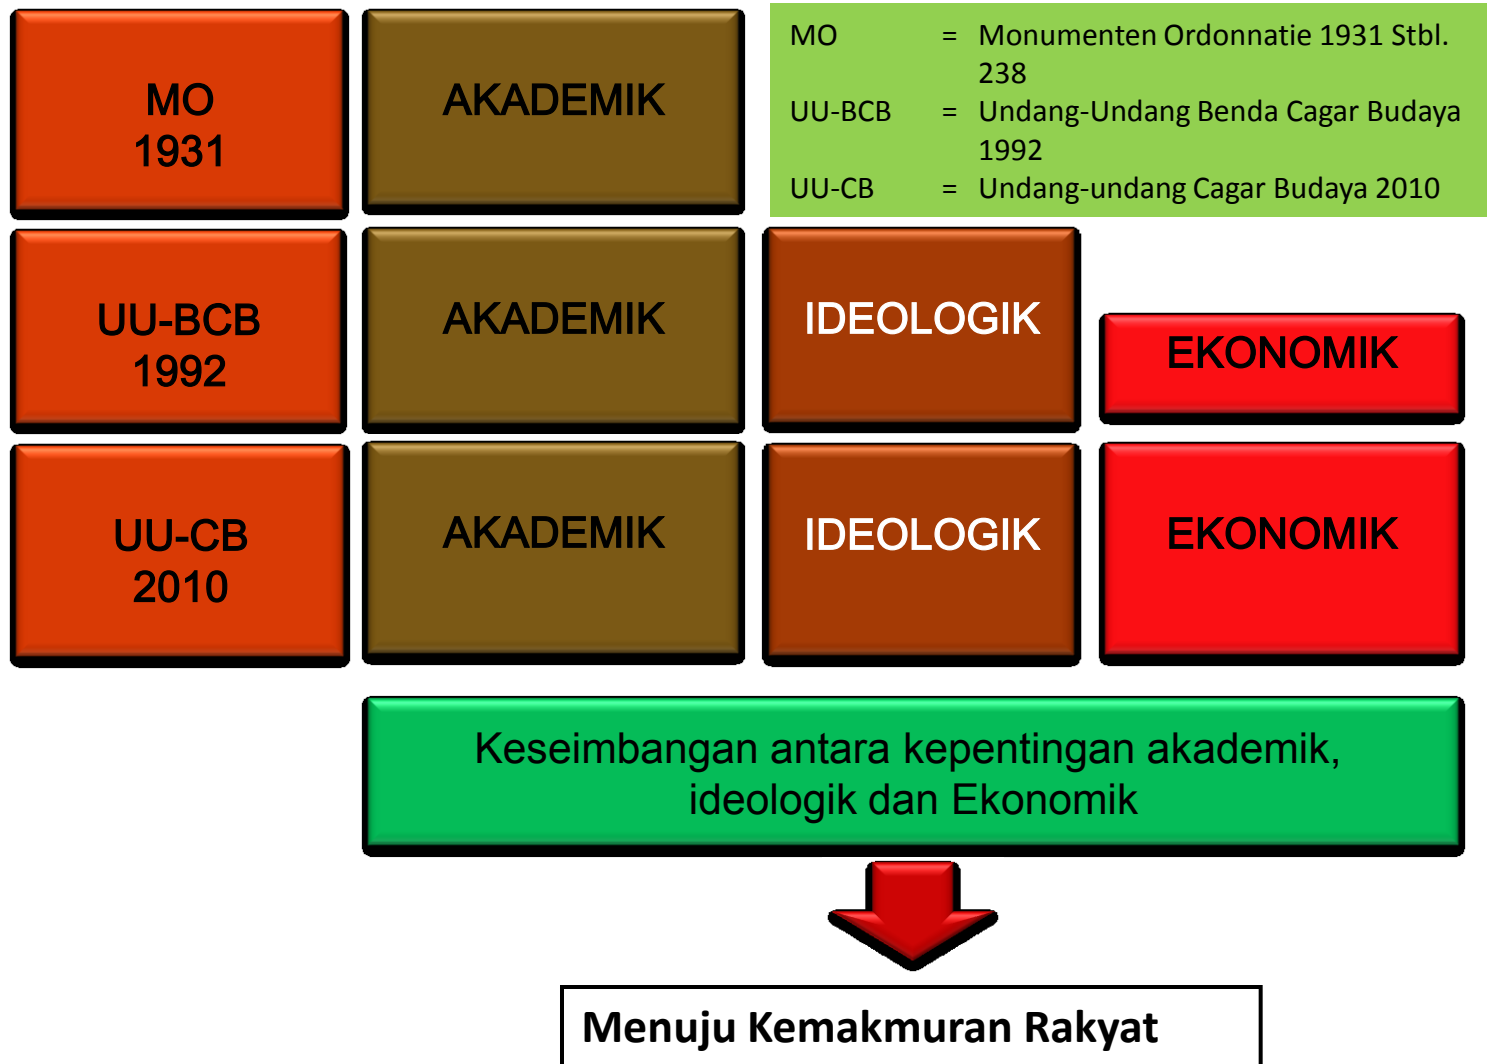 MO
1931
AKADEMIK
MO = Monumenten Ordonnatie 1931 Stbl.
238
UU-BCB = Undang-Undang Benda Cagar Budaya
1992
UU-CB = Undang-undang Cagar Budaya 2010
UU-BCB
1992
AKADEMIK
IDEOLOGIK
EKONOMIK
UU-CB
2010
AKADEMIK
IDEOLOGIK
EKONOMIK
Keseimbangan antara kepentingan akademik,
ideologik dan Ekonomik
Menuju Kemakmuran Rakyat